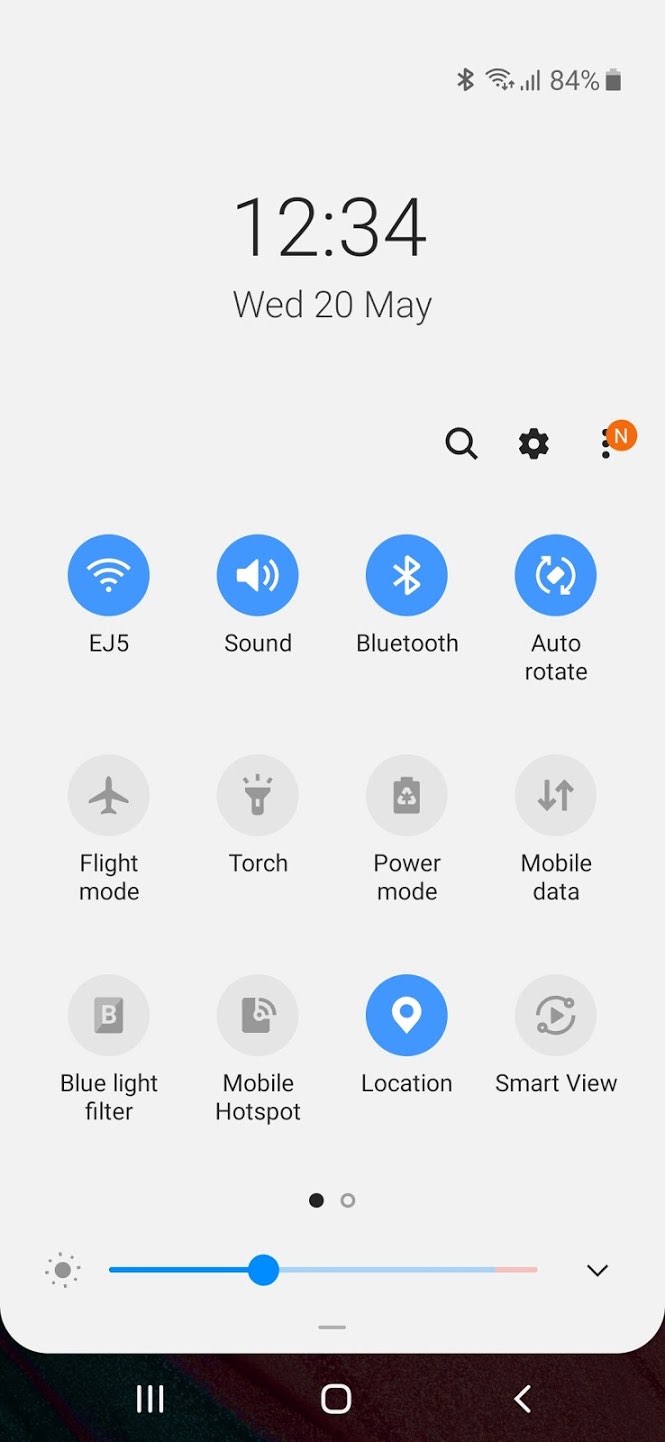 84%
12:34
Wed 20 May
N
EJ5
Sound
Bluetooth
Auto
rotate
Flight
mode
Torch
Power
mode
Mobile
data
B
Blue light
filter
Mobile
Hotspot
Location
Smart View